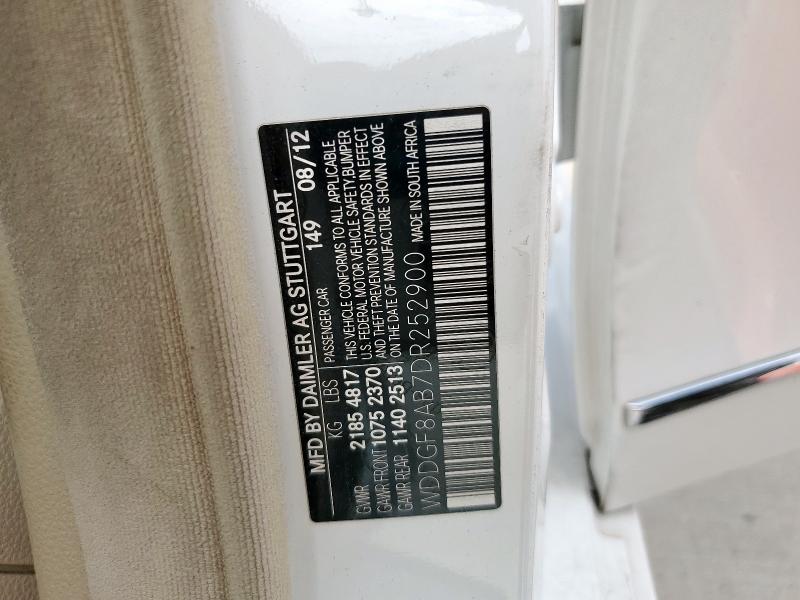 MFD BY DAIMLER AG STUTTGART
KG LBS 149 08/12
PASSENGER CAR
GVWR 2185 4817
GAWR FRONT 1075 2370
GAWR REAR 1140 2513
THIS VEHICLE CONFORMS TO ALL APPLICABLE
U.S. FEDERAL MOTOR VEHICLE SAFETY, BUMPER
AND THEFT PREVENTION STANDARDS IN EFFECT
ON THE DATE OF MANUFACTURE SHOWN ABOVE
WDDGF8AB7DR252900 MADE IN SOUTH AFRICA